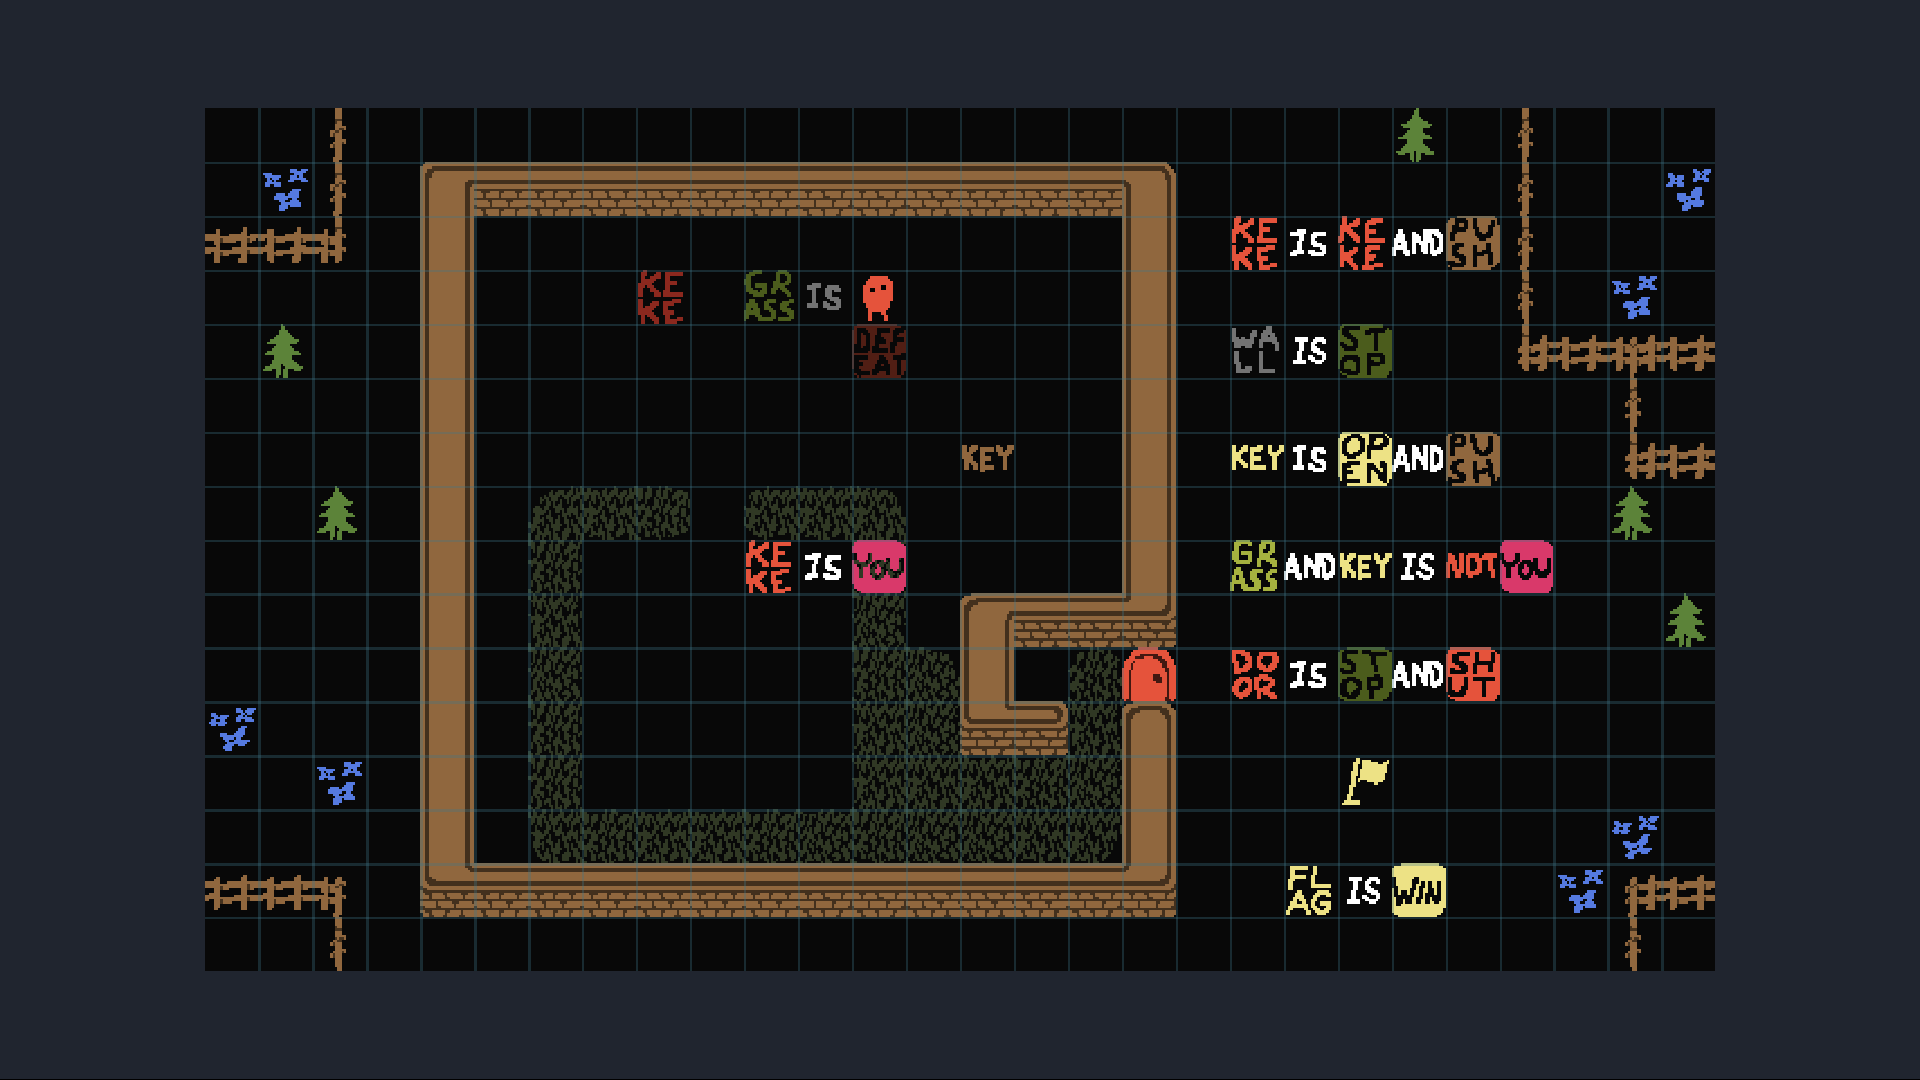 KEKE IS KEKE AND PUSH
KEKE GRASS IS
WALL IS STOP
DEFEAT
KEY
KEY IS OPEN AND PUSH
KEKE IS YOU
GRASS AND KEY IS NOT YOU
DOOR IS STOP AND SHUT
FLAG IS WIN